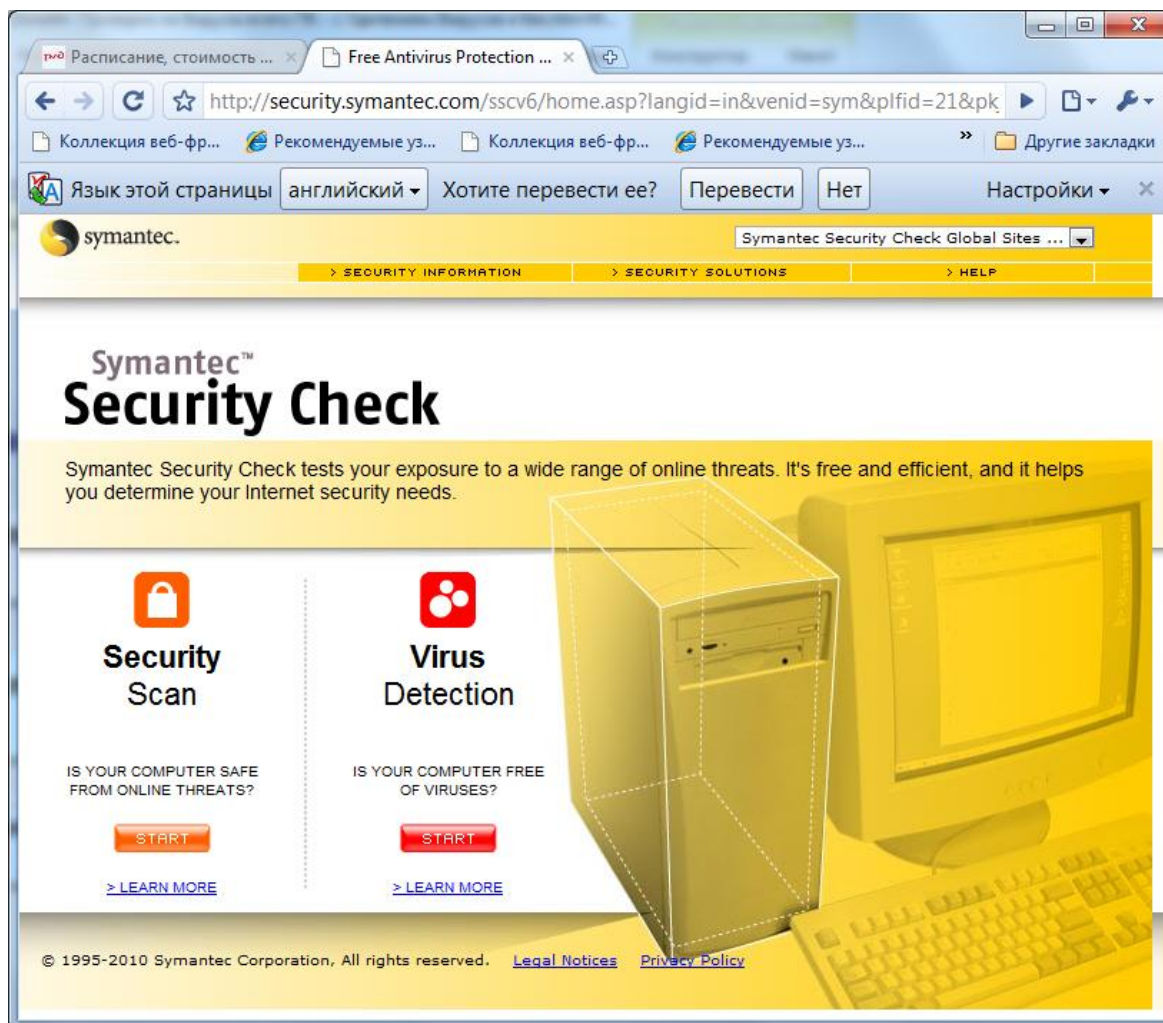 ржд Расписание, стоимость ...
Free Antivirus Protection ...
http://security.symantec.com/sscv6/home.asp?langid=in&venid=sym&plfid=21&pk
Коллекция веб-фр... Рекомендуемые уз... Коллекция веб-фр... Рекомендуемые уз... » Другие закладки
Язык этой страницы английский Хотите перевести ее? Перевести Нет Настройки
symantec.
Symantec Security Check Global Sites ...
> SECURITY INFORMATION > SECURITY SOLUTIONS > HELP
Symantec™
Security Check
Symantec Security Check tests your exposure to a wide range of online threats. It's free and efficient, and it helps
you determine your Internet security needs.
Security
Scan
IS YOUR COMPUTER SAFE
FROM ONLINE THREATS?
START
> LEARN MORE
Virus
Detection
IS YOUR COMPUTER FREE
OF VIRUSES?
START
> LEARN MORE
© 1995-2010 Symantec Corporation, All rights reserved. Legal Notices Privacy Policy